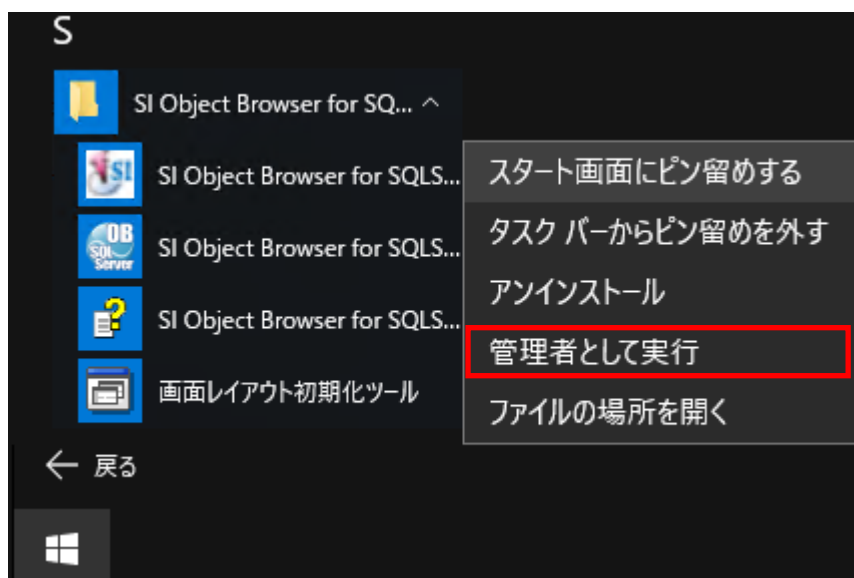 S
SI Object Browser for SQ...
SI Object Browser for SQLS...
SI Object Browser for SQLS...
SI Object Browser for SQLS...
画面レイアウト初期化ツール
戻る
スタート画面にピン留めする
タスク バーからピン留めを外す
アンインストール
管理者として実行
ファイルの場所を開く
SI
OB
SQL
Server